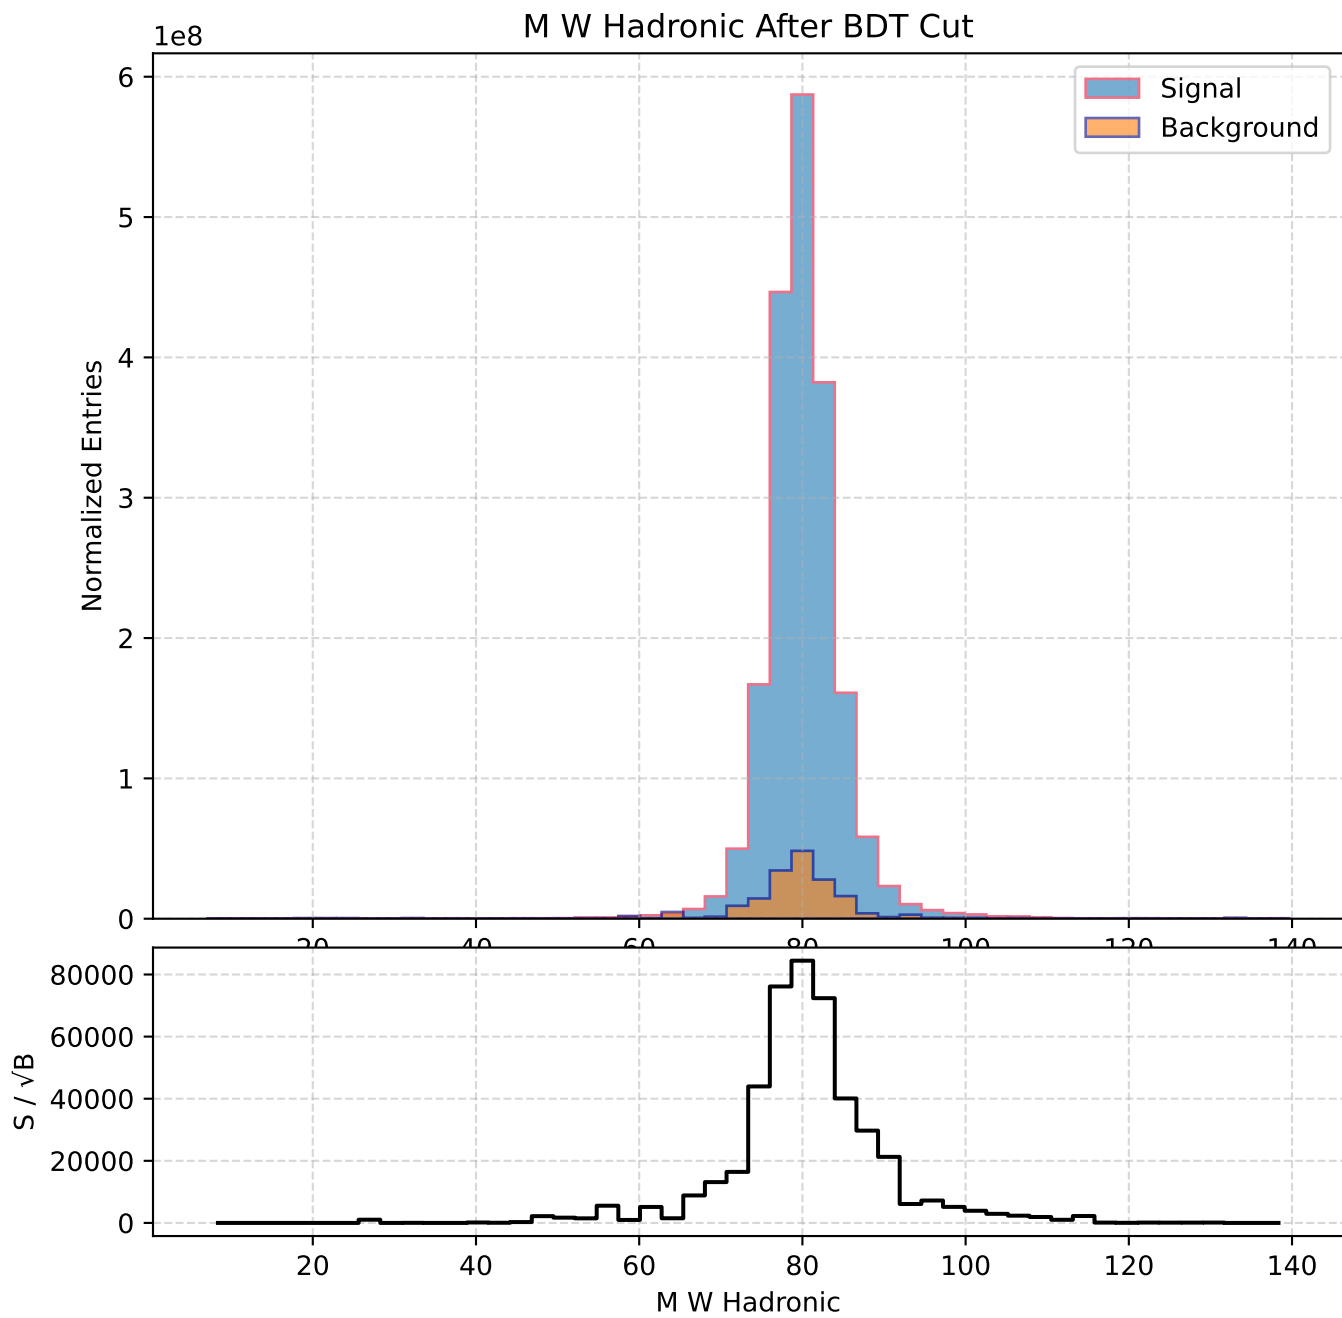 M W Hadronic After BDT Cut
1e8
Signal
Background
6
5
4
3
2
1
0
Normalized Entries
20 40 60 80 100 120 140
80000
60000
40000
20000
0
S / √B
20 40 60 80 100 120 140
M W Hadronic